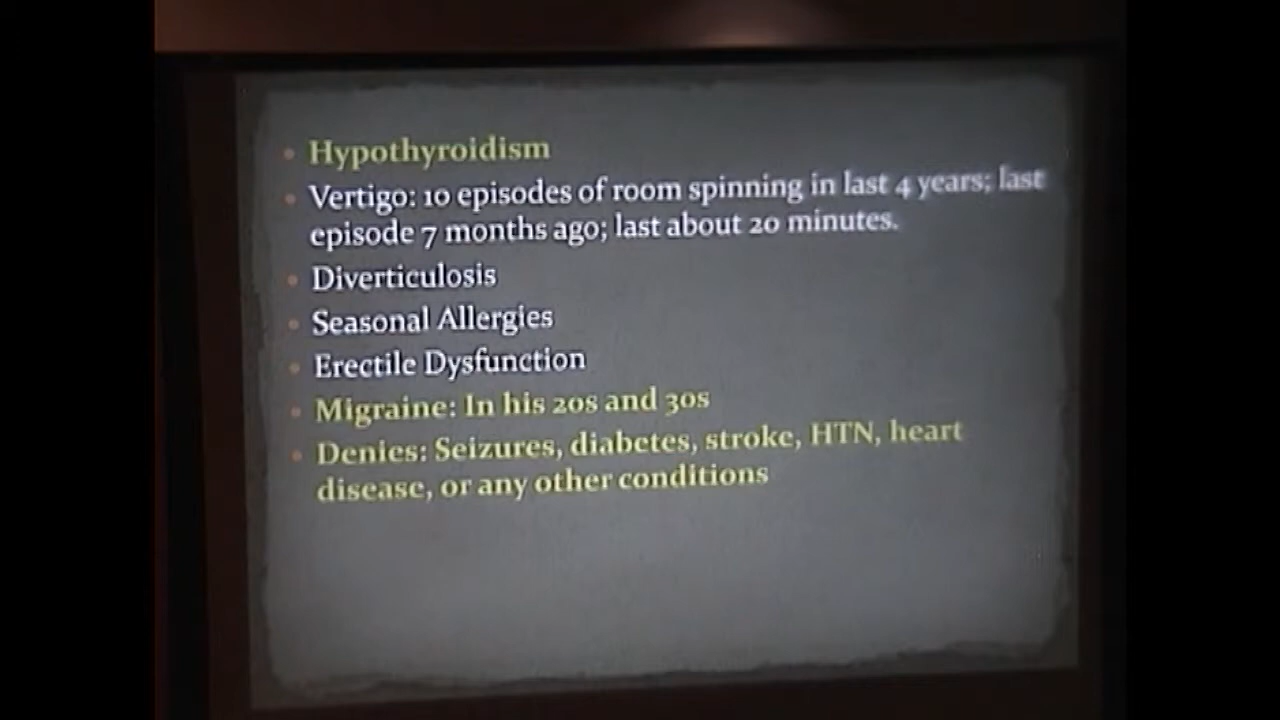 • Hypothyroidism
• Vertigo: 10 episodes of room spinning in last 4 years; last
episode 7 months ago; last about 20 minutes.
• Diverticulosis
• Seasonal Allergies
• Erectile Dysfunction
• Migraine: In his 20s and 30s
• Denies: Seizures, diabetes, stroke, HTN, heart
disease, or any other conditions